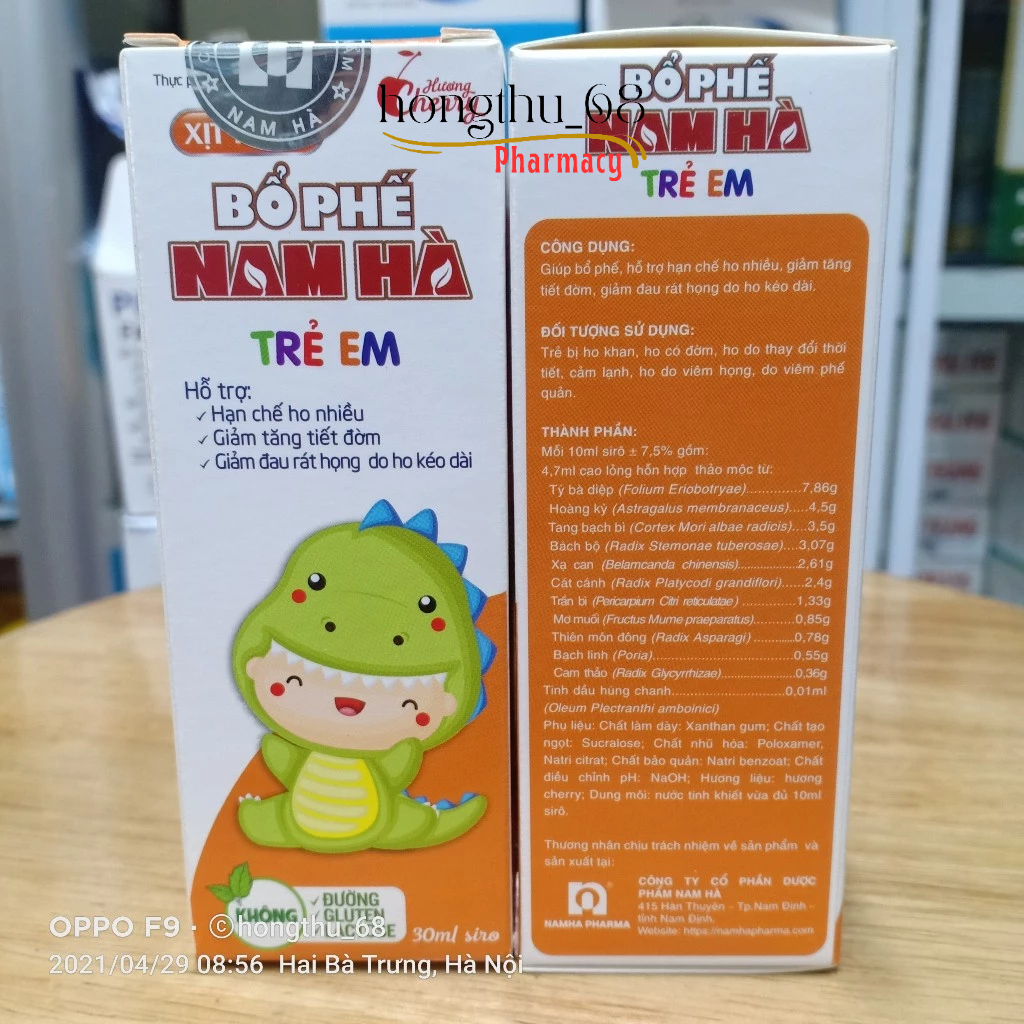 Thực
NAM HÀ
XỊT
Hương
Cherry
hongthu_68
Pharmacy
BỔ PHẾ
NAM HÀ
TRẺ EM
Hỗ trợ:
✓ Hạn chế ho nhiều
✓ Giảm tăng tiết đờm
✓ Giảm đau rát họng do ho kéo dài
KHÔNG
✓ ĐƯỜNG
✓ GLUTEN
LACTOSE
30ml siro
BỔ PHẾ
NAM HÀ
TRẺ EM
CÔNG DỤNG:
Giúp bổ phế, hỗ trợ hạn chế ho nhiều, giảm tăng
tiết đờm, giảm đau rát họng do ho kéo dài.
ĐỐI TƯỢNG SỬ DỤNG:
Trẻ bị ho khan, ho có đờm, ho do thay đổi thời
tiết, cảm lạnh, ho do viêm họng, do viêm phế
quản.
THÀNH PHẦN:
Mỗi 10ml sirô ± 7,5% gồm:
4,7ml cao lỏng hỗn hợp thảo mộc từ:
Tỳ bà diệp (Folium Eriobotryae)..............7,86g
Hoàng kỳ (Astragalus membranaceus).....4,5g
Tang bạch bì (Cortex Mori albae radicis)....3,5g
Bách bộ (Radix Stemonae tuberosae)....3,07g
Xạ can (Belamcanda chinensis)....................2,61g
Cát cánh (Radix Platycodi grandiflori)......2,4g
Trần bì (Pericarpium Citri reticulatae) ..............1,33g
Mơ muối (Fructus Mume praeparatus)..........0,85g
Thiên môn đông (Radix Asparagi) ...........0,78g
Bạch linh (Poria)....................................0,55g
Cam thảo (Radix Glycyrrhizae)......................0,36g
Tinh dầu húng chanh.............................0,01ml
(Oleum Plectranthi amboinici)
Phụ liệu: Chất làm dày: Xanthan gum; Chất tạo
ngọt: Sucralose; Chất nhũ hóa: Poloxamer,
Natri citrat; Chất bảo quản: Natri benzoat; Chất
điều chỉnh pH: NaOH; Hương liệu: hương
cherry; Dung môi: nước tinh khiết vừa đủ 10ml
sirô.
Thương nhân chịu trách nhiệm về sản phẩm và
sản xuất tại:
NAMHA PHARMA
CÔNG TY CỔ PHẦN DƯỢC
PHẨM NAM HÀ
415 Hàn Thuyên - Tp.Nam Định -
tỉnh Nam Định.
Website: https://namhapharma.com
OPPO F9 · ©hongthu_68
2021/04/29 08:56 Hai Bà Trưng, Hà Nội